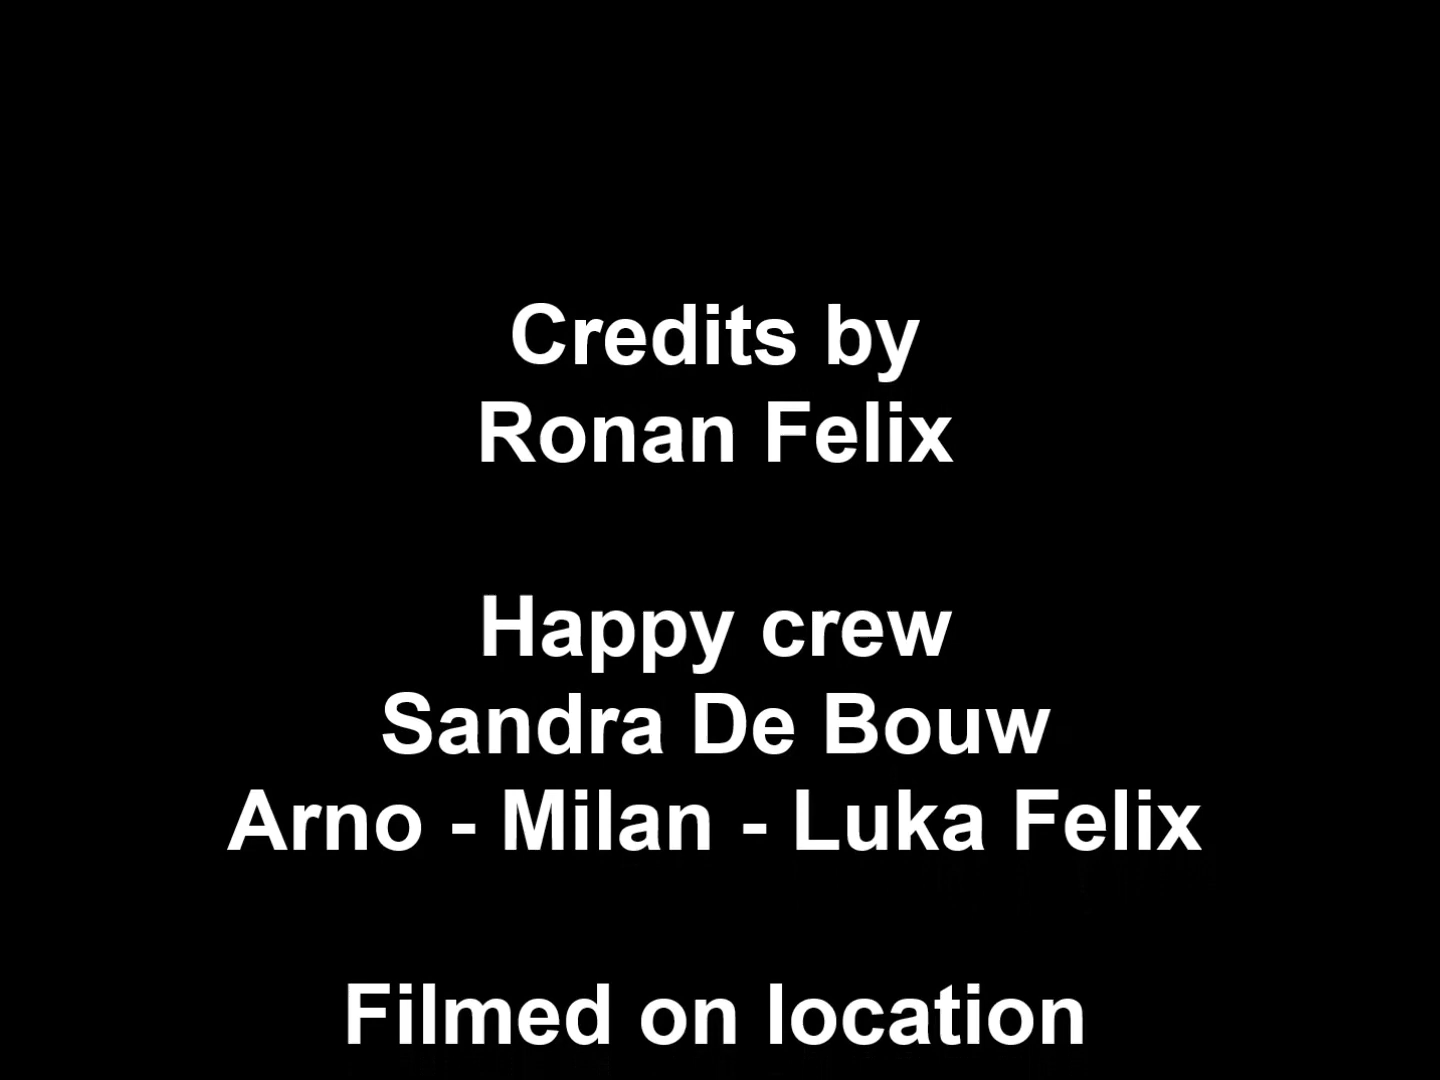 Credits by
Ronan Felix
Happy crew
Sandra De Bouw
Arno - Milan - Luka Felix
Filmed on location